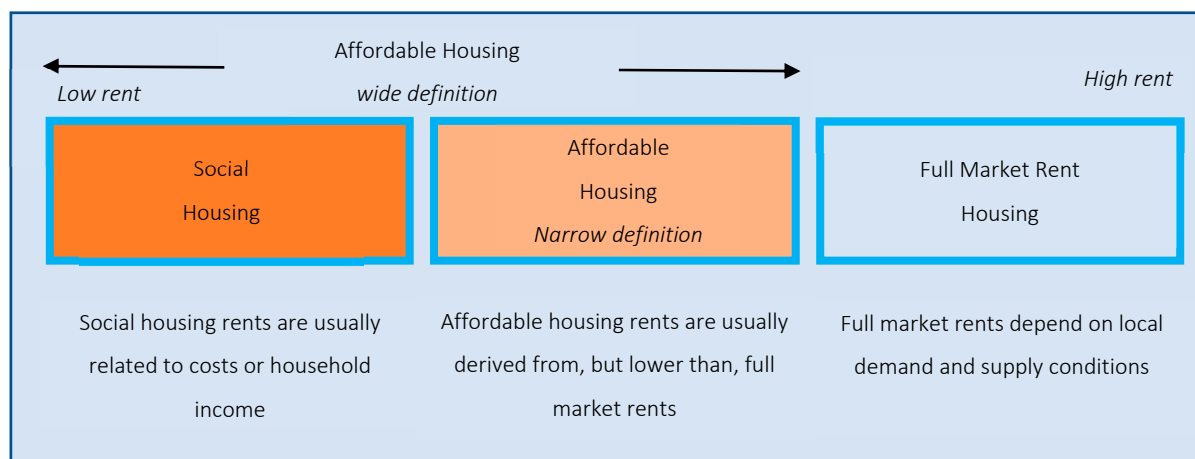 Affordable Housing
Low rent
wide definition
High rent
Social
Housing
Affordable
Housing
Narrow definition
Full Market Rent
Housing
Social housing rents are usually
related to costs or household
income
Affordable housing rents are usually
derived from, but lower than, full
market rents
Full market rents depend on local
demand and supply conditions